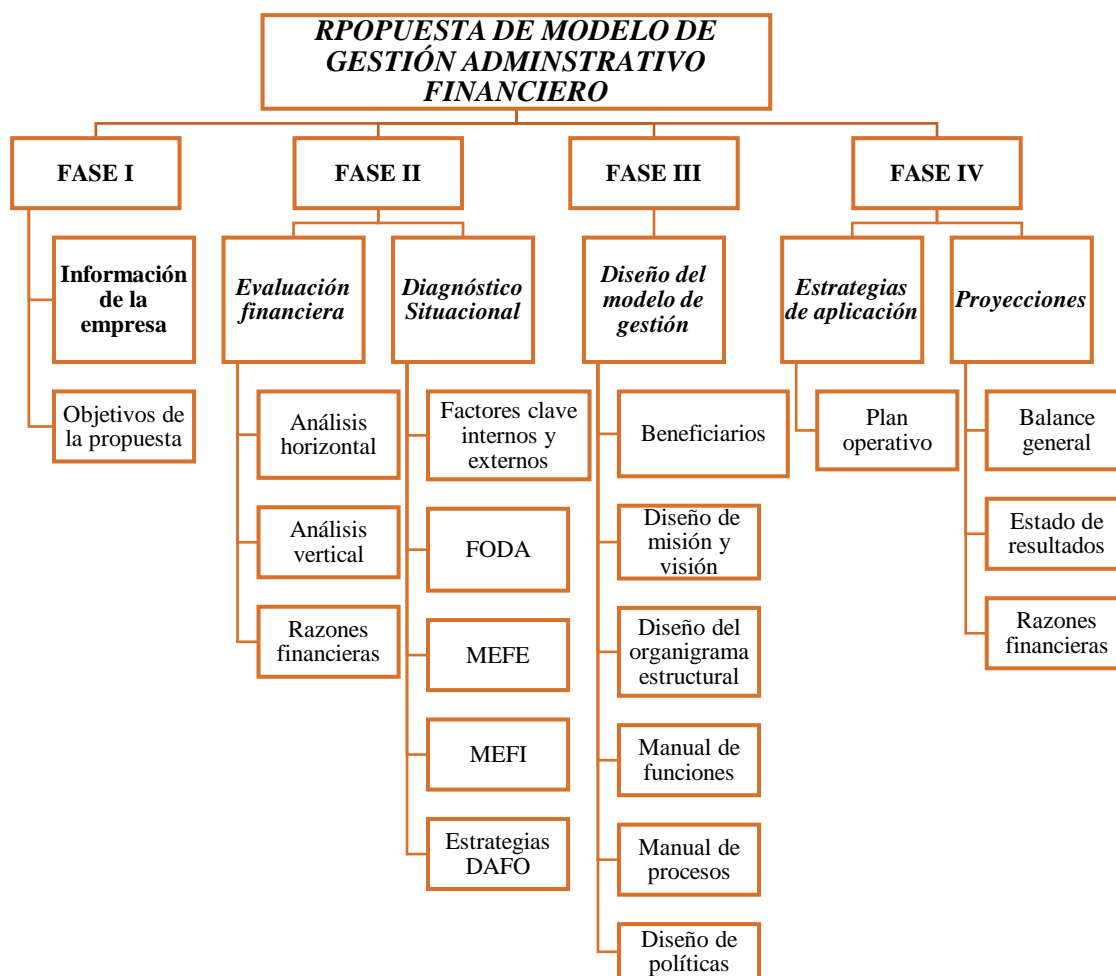 RPOPUESTA DE MODELO DE
GESTIÓN ADMINSTRATIVO
FINANCIERO
FASE I
FASE II
FASE III
FASE IV
Información
de la
empresa
Objetivos de
la propuesta
Evaluación
financiera
Análisis
horizontal
Análisis
vertical
Razones
financieras
Diagnóstico
Situacional
Factores clave
internos y
externos
FODA
MEFE
MEFI
Estrategias
DAFO
Diseño del
modelo de
gestión
Beneficiarios
Diseño de
misión y
visión
Diseño del
organigrama
estructural
Manual de
funciones
Manual de
procesos
Diseño de
políticas
Estrategias
de aplicación
Plan
operativo
Proyecciones
Balance
general
Estado de
resultados
Razones
financieras